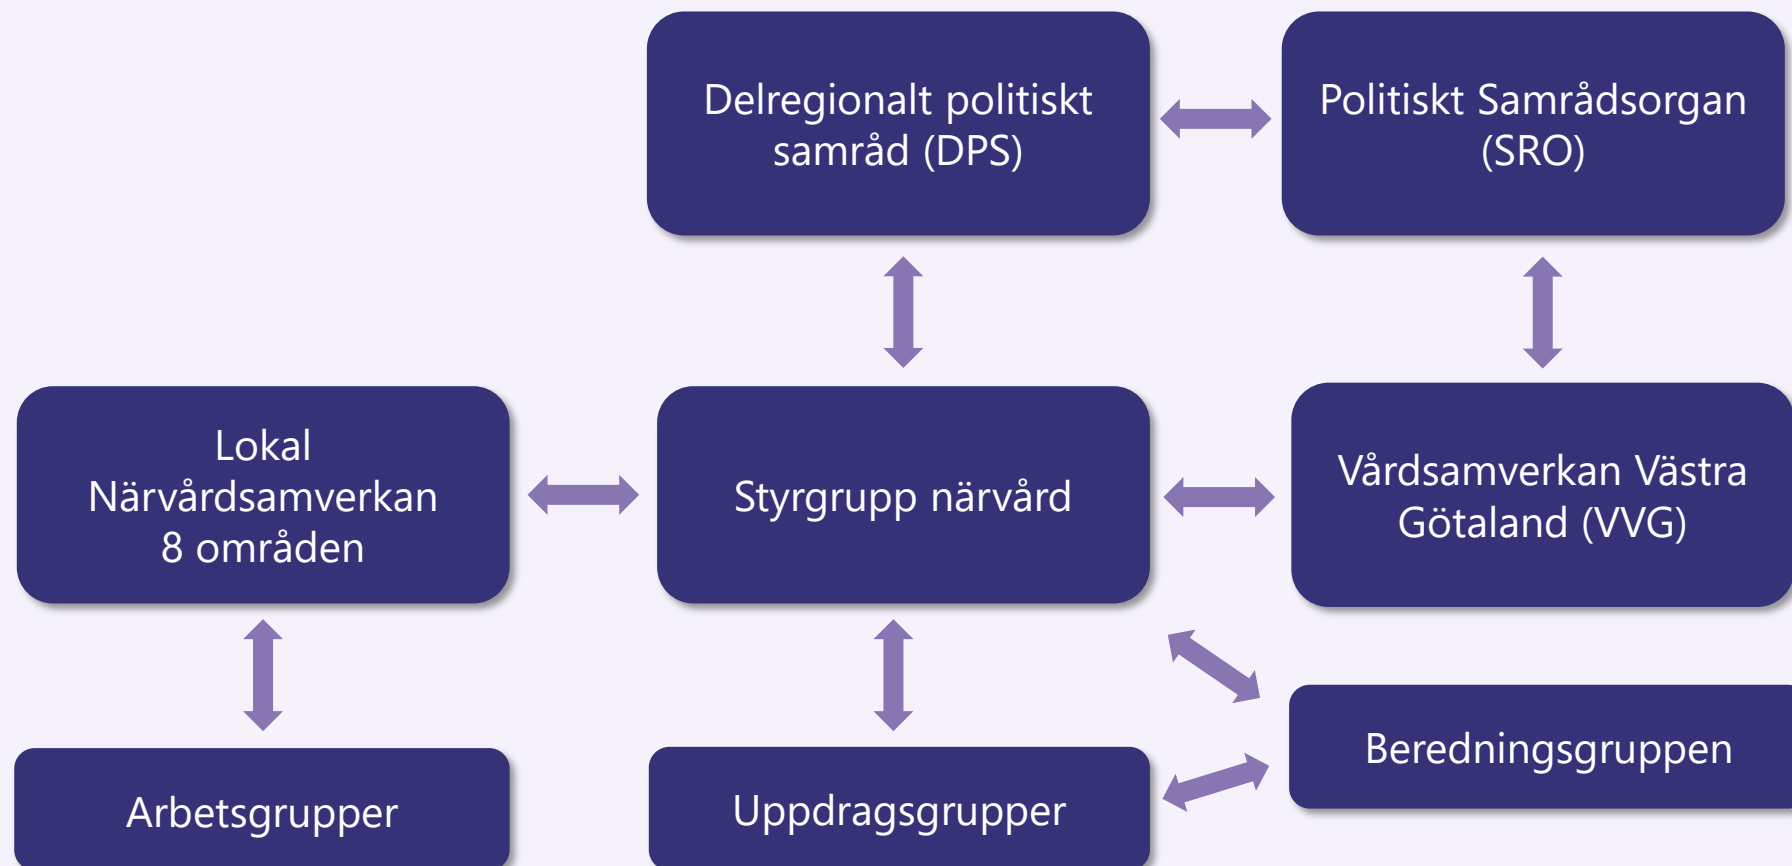 Delregionalt politiskt
samråd (DPS)
Politiskt Samrådsorgan
(SRO)
Lokal
Närvårdsamverkan
8 områden
Styrgrupp närvård
Vårdsamverkan Västra
Götaland (VVG)
Arbetsgrupper
Uppdragsgrupper
Beredningsgruppen